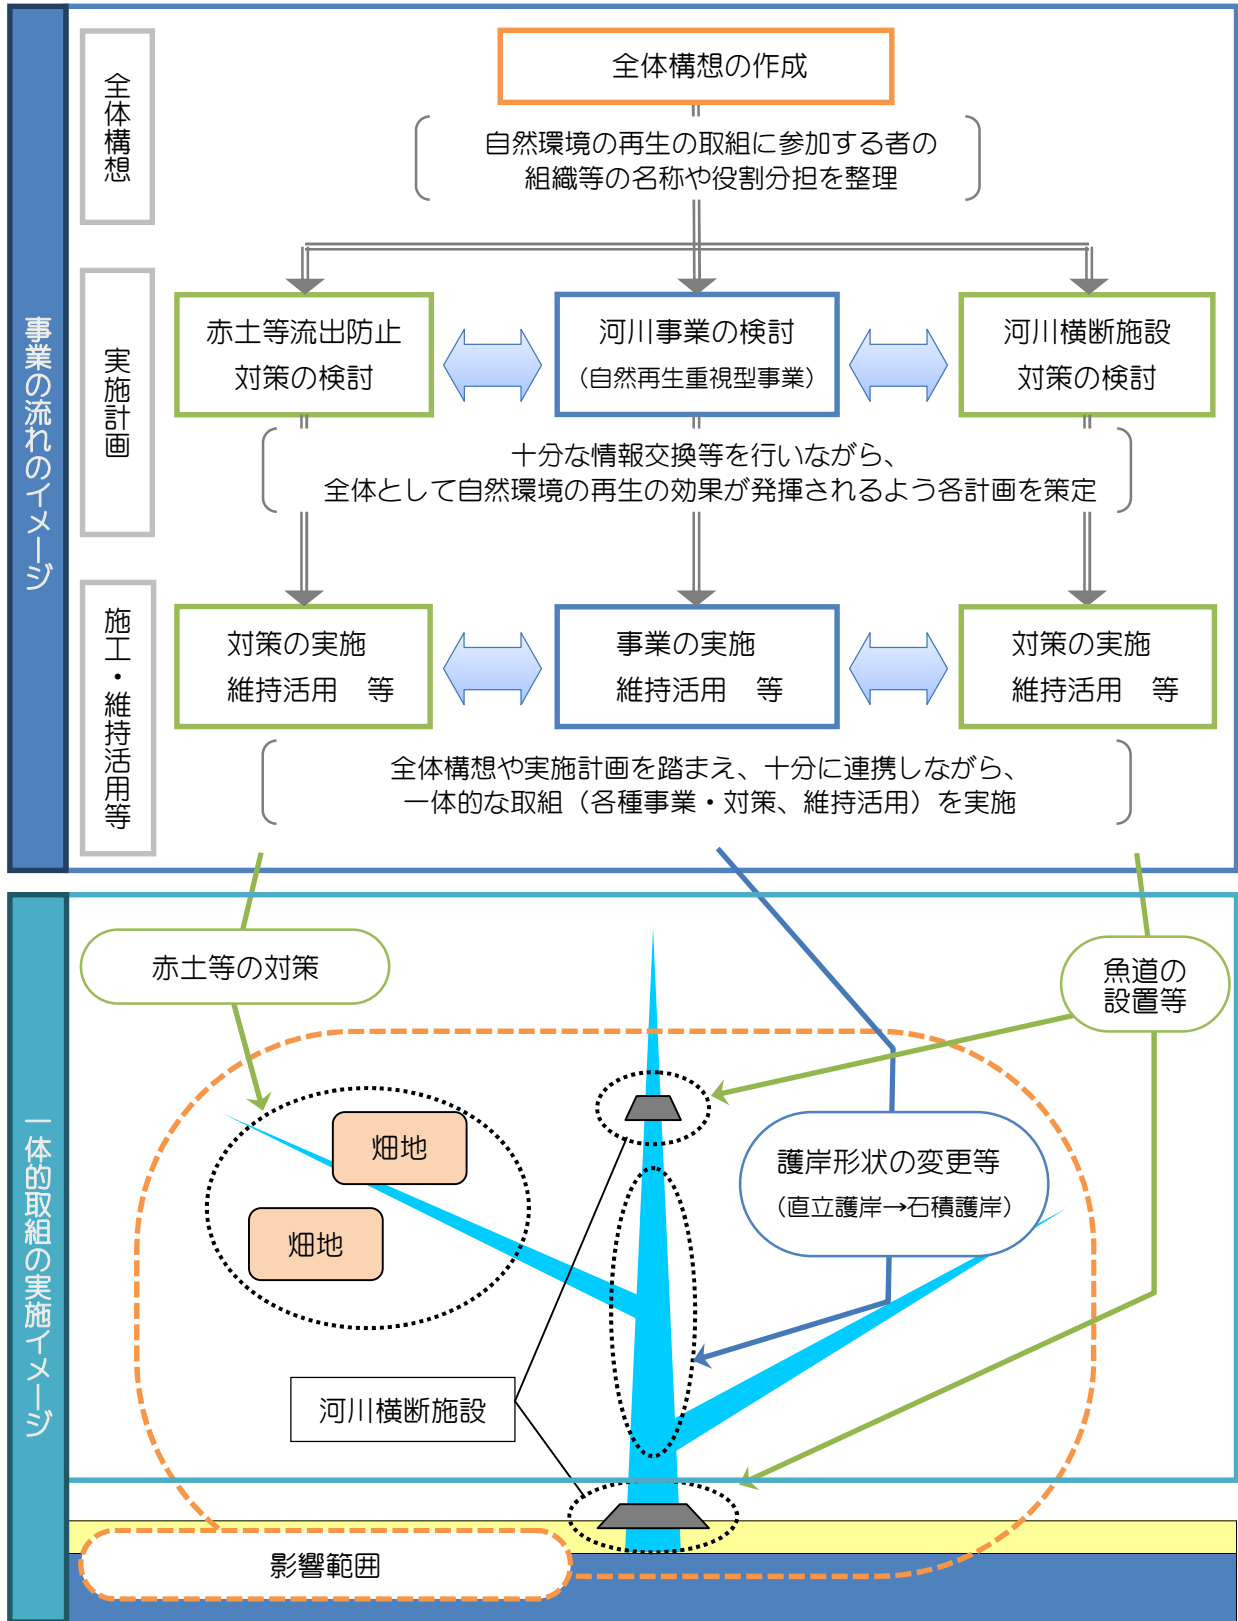 事業の流れのイメージ
全体構想
全体構想の作成
自然環境の再生の取組に参加する者の
組織等の名称や役割分担を整理
実施計画
赤土等流出防止
対策の検討
河川事業の検討
（自然再生重視型事業）
河川横断施設
対策の検討
十分な情報交換等を行いながら、
全体として自然環境の再生の効果が発揮されるよう各計画を策定
施工・維持活用等
対策の実施
維持活用　等
事業の実施
維持活用　等
対策の実施
維持活用　等
全体構想や実施計画を踏まえ、十分に連携しながら、
一体的な取組（各種事業・対策、維持活用）を実施
一体的取組の実施イメージ
赤土等の対策
魚道の
設置等
畑地
畑地
護岸形状の変更等
（直立護岸→石積護岸）
河川横断施設
影響範囲